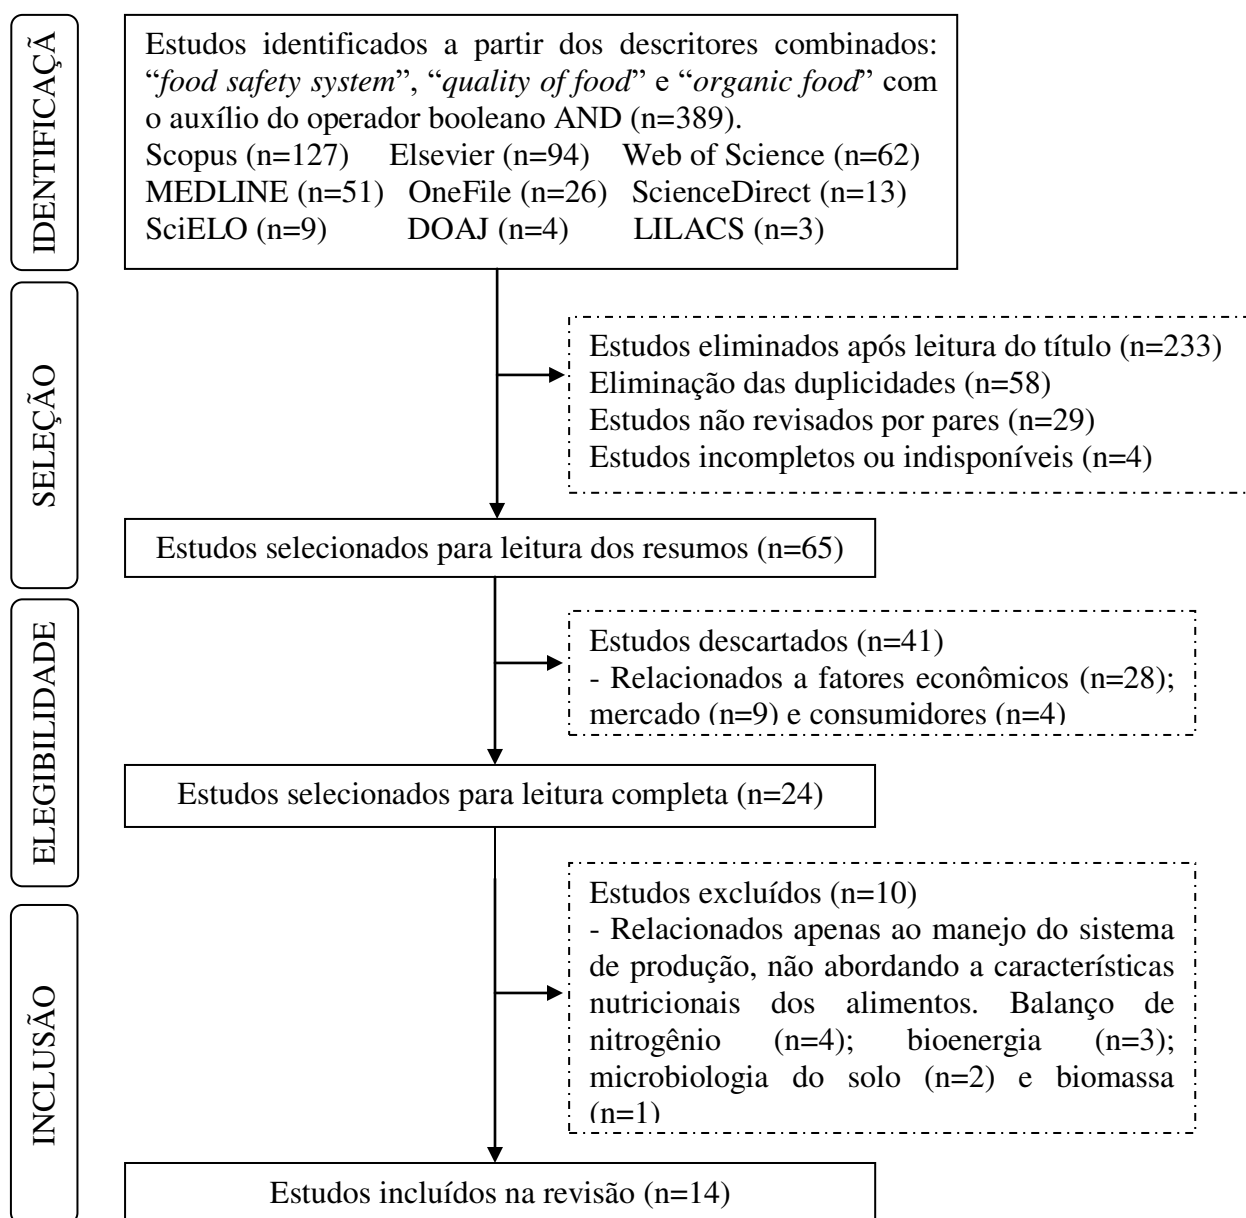 IDENTIFICAÇÃ
Estudos identificados a partir dos descritores combinados:
“food safety system”, “quality of food” e “organic food” com
o auxílio do operador booleano AND (n=389).
Scopus (n=127) Elsevier (n=94) Web of Science (n=62)
MEDLINE (n=51) OneFile (n=26) ScienceDirect (n=13)
SciELO (n=9) DOAJ (n=4) LILACS (n=3)
SELEÇÃO
Estudos eliminados após leitura do título (n=233)
Eliminação das duplicidades (n=58)
Estudos não revisados por pares (n=29)
Estudos incompletos ou indisponíveis (n=4)
Estudos selecionados para leitura dos resumos (n=65)
ELEGIBILIDADE
Estudos descartados (n=41)
- Relacionados a fatores econômicos (n=28);
mercado (n=9) e consumidores (n=4)
Estudos selecionados para leitura completa (n=24)
INCLUSÃO
Estudos excluídos (n=10)
- Relacionados apenas ao manejo do sistema
de produção, não abordando a características
nutricionais dos alimentos. Balanço de
nitrogênio (n=4); bioenergia (n=3);
microbiologia do solo (n=2) e biomassa
(n=1)
Estudos incluídos na revisão (n=14)